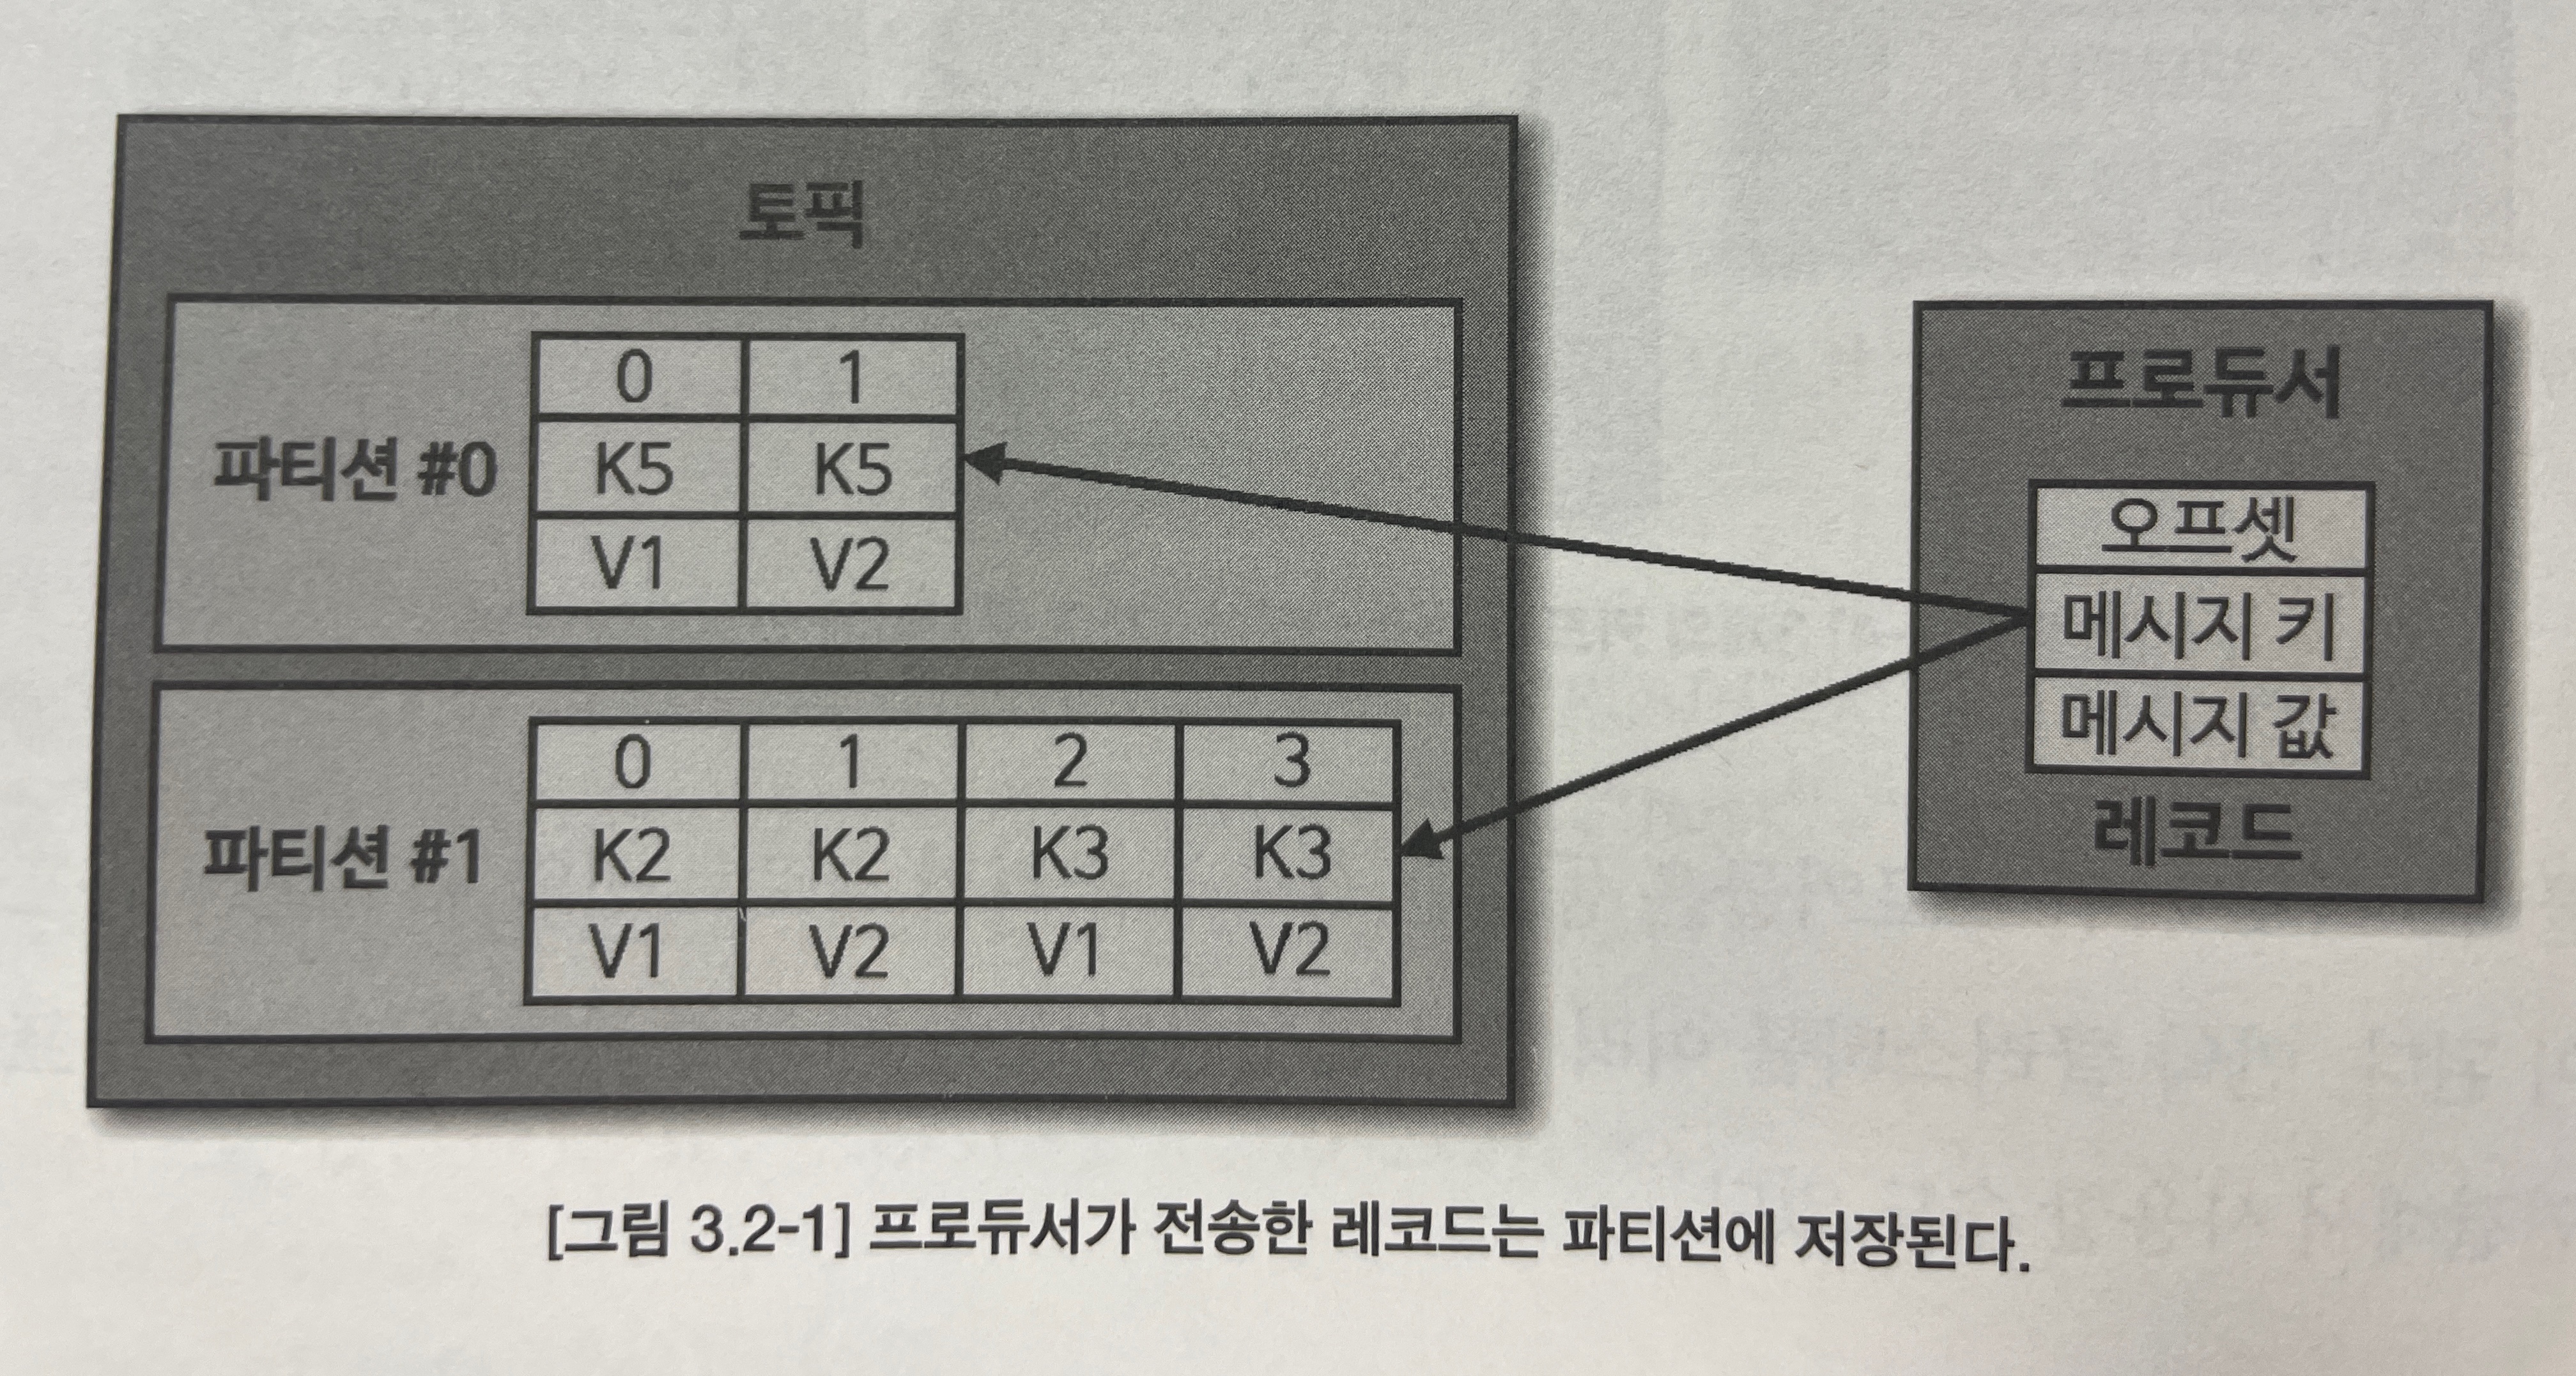 토픽
파티션 #0
0 1
K5 K5
V1 V2
파티션 #1
0 1 2 3
K2 K2 K3 K3
V1 V2 V1 V2
프로듀서
오프셋
메시지 키
메시지 값
레코드
[그림 3.2-1] 프로듀서가 전송한 레코드는 파티션에 저장된다.